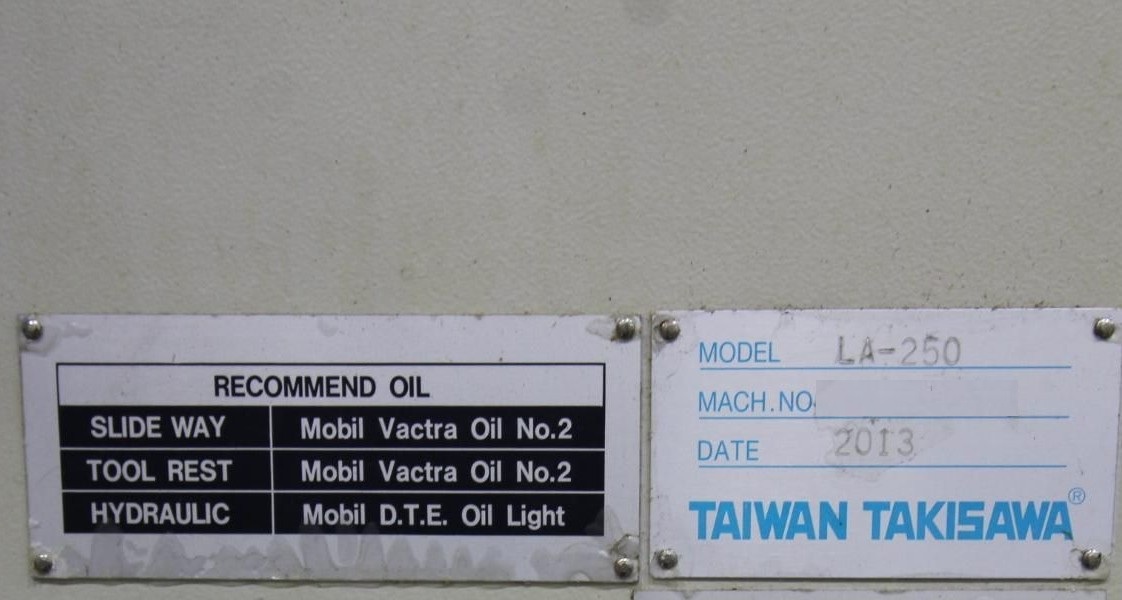 RECOMMEND OIL
SLIDE WAY Mobil Vactra Oil No.2
TOOL REST Mobil Vactra Oil No.2
HYDRAULIC Mobil D.T.E. Oil Light
MODEL LA-250
MACH.NO.
DATE 2013
TAIWAN TAKISAWA®